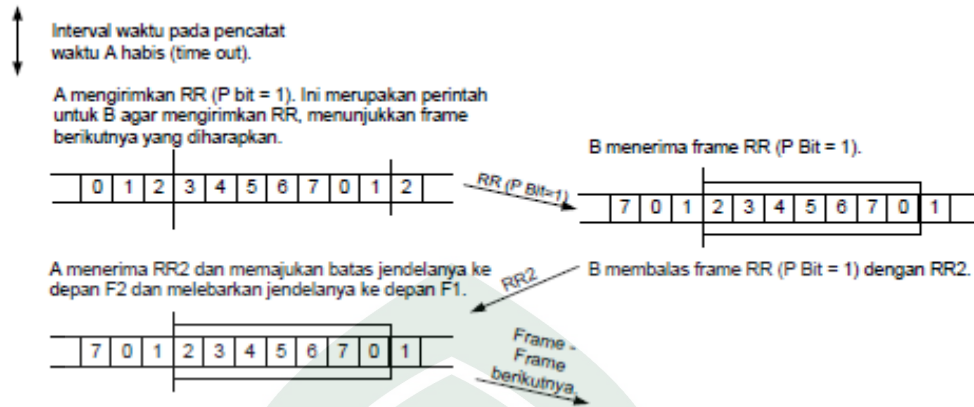 Interval waktu pada pencatat
waktu A habis (time out).
A mengirimkan RR (P bit = 1). Ini merupakan perintah
untuk B agar mengirimkan RR, menunjukkan frame
berikutnya yang diharapkan.
B menerima frame RR (P Bit = 1).
0 1 2 3 4 5 6 7 0 1 2
RR (P Bit=1)
7 0 1 2 3 4 5 6 7 0 1
A menerima RR2 dan memajukan batas jendelanya ke
depan F2 dan melebarkan jendelanya ke depan F1.
RR2
B membalas frame RR (P Bit = 1) dengan RR2.
7 0 1 2 3 4 5 6 7 0 1
Frame -
Frame
berikutnya.